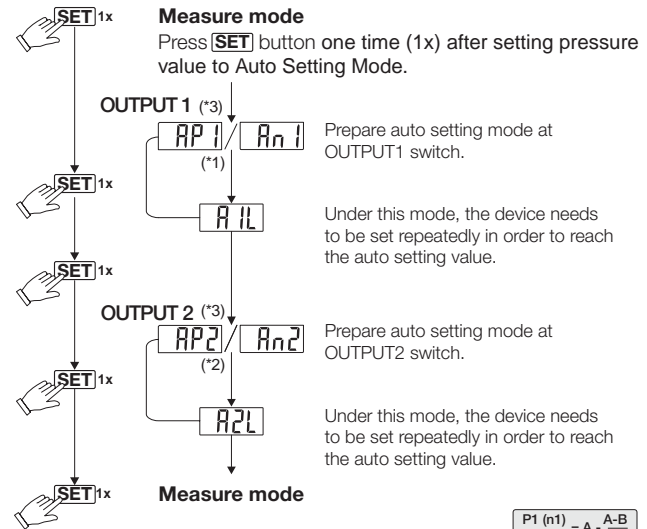 SET 1x Measure mode
Press SET button one time (1x) after setting pressure
value to Auto Setting Mode.
OUTPUT 1 (*3)
AP1 / An1 Prepare auto setting mode at
(*1) OUTPUT1 switch.
SET 1x
A1L Under this mode, the device needs
to be set repeatedly in order to reach
the auto setting value.
SET 1x
OUTPUT 2 (*3)
AP2 / An2 Prepare auto setting mode at
(*2) OUTPUT2 switch.
SET 1x
A2L Under this mode, the device needs
to be set repeatedly in order to reach
the auto setting value.
SET 1x Measure mode
P1 (n1) = A - A-B